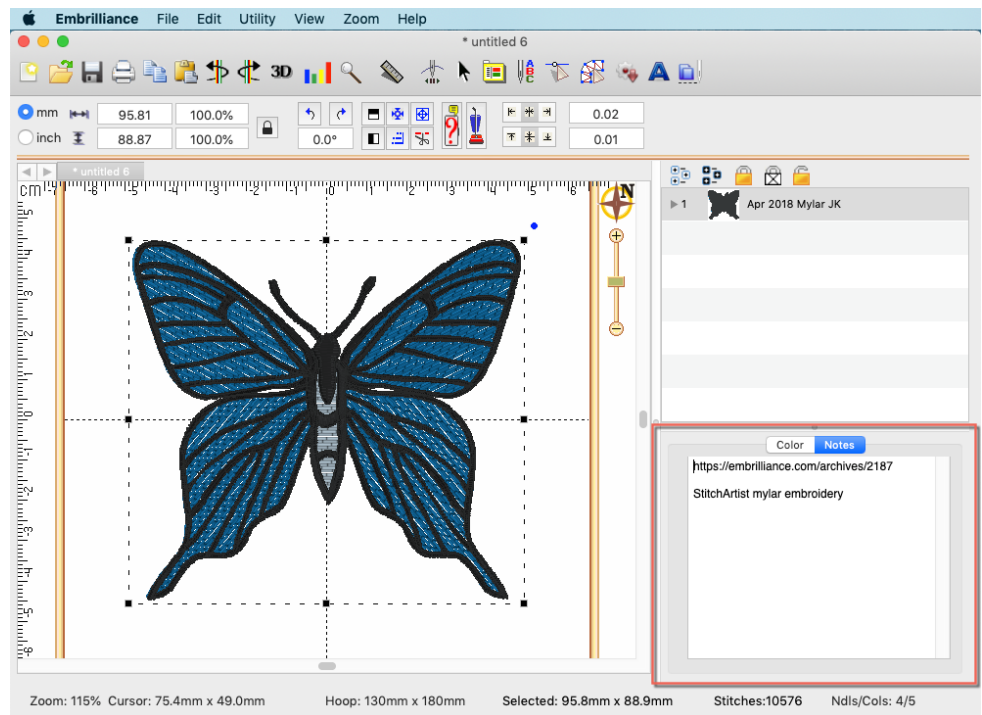 Embrilliance File Edit Utility View Zoom Help
* untitled 6
3D A
mm 95.81 100.0% 0.02
inch 88.87 100.0% 0.0° 0.01
* untitled 6
N
1 Apr 2018 Mylar JK
Color Notes
https://embrilliance.com/archives/2187
StitchArtist mylar embroidery
Zoom: 115% Cursor: 75.4mm x 49.0mm Hoop: 130mm x 180mm Selected: 95.8mm x 88.9mm Stitches:10576 Ndls/Cols: 4/5